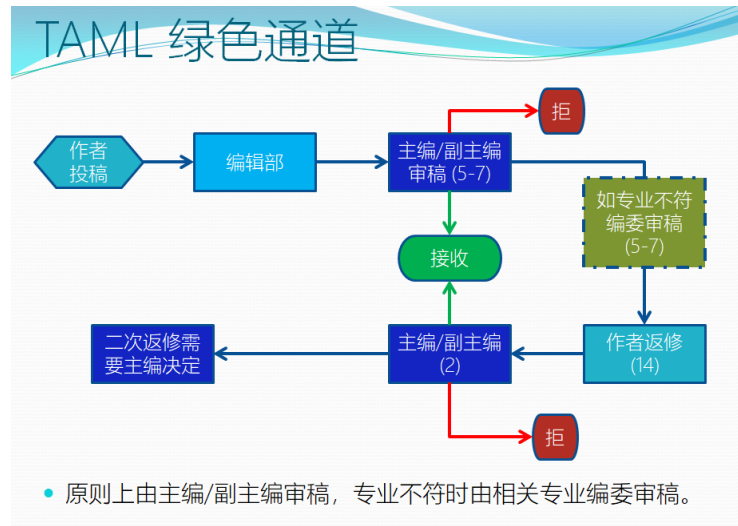 TAML 绿色通道
拒
作者
投稿
编辑部
主编/副主编
审稿 (5-7)
如专业不符
编委审稿
(5-7)
接收
二次返修需
要主编决定
主编/副主编
(2)
作者返修
(14)
拒
• 原则上由主编/副主编审稿，专业不符时由相关专业编委审稿。